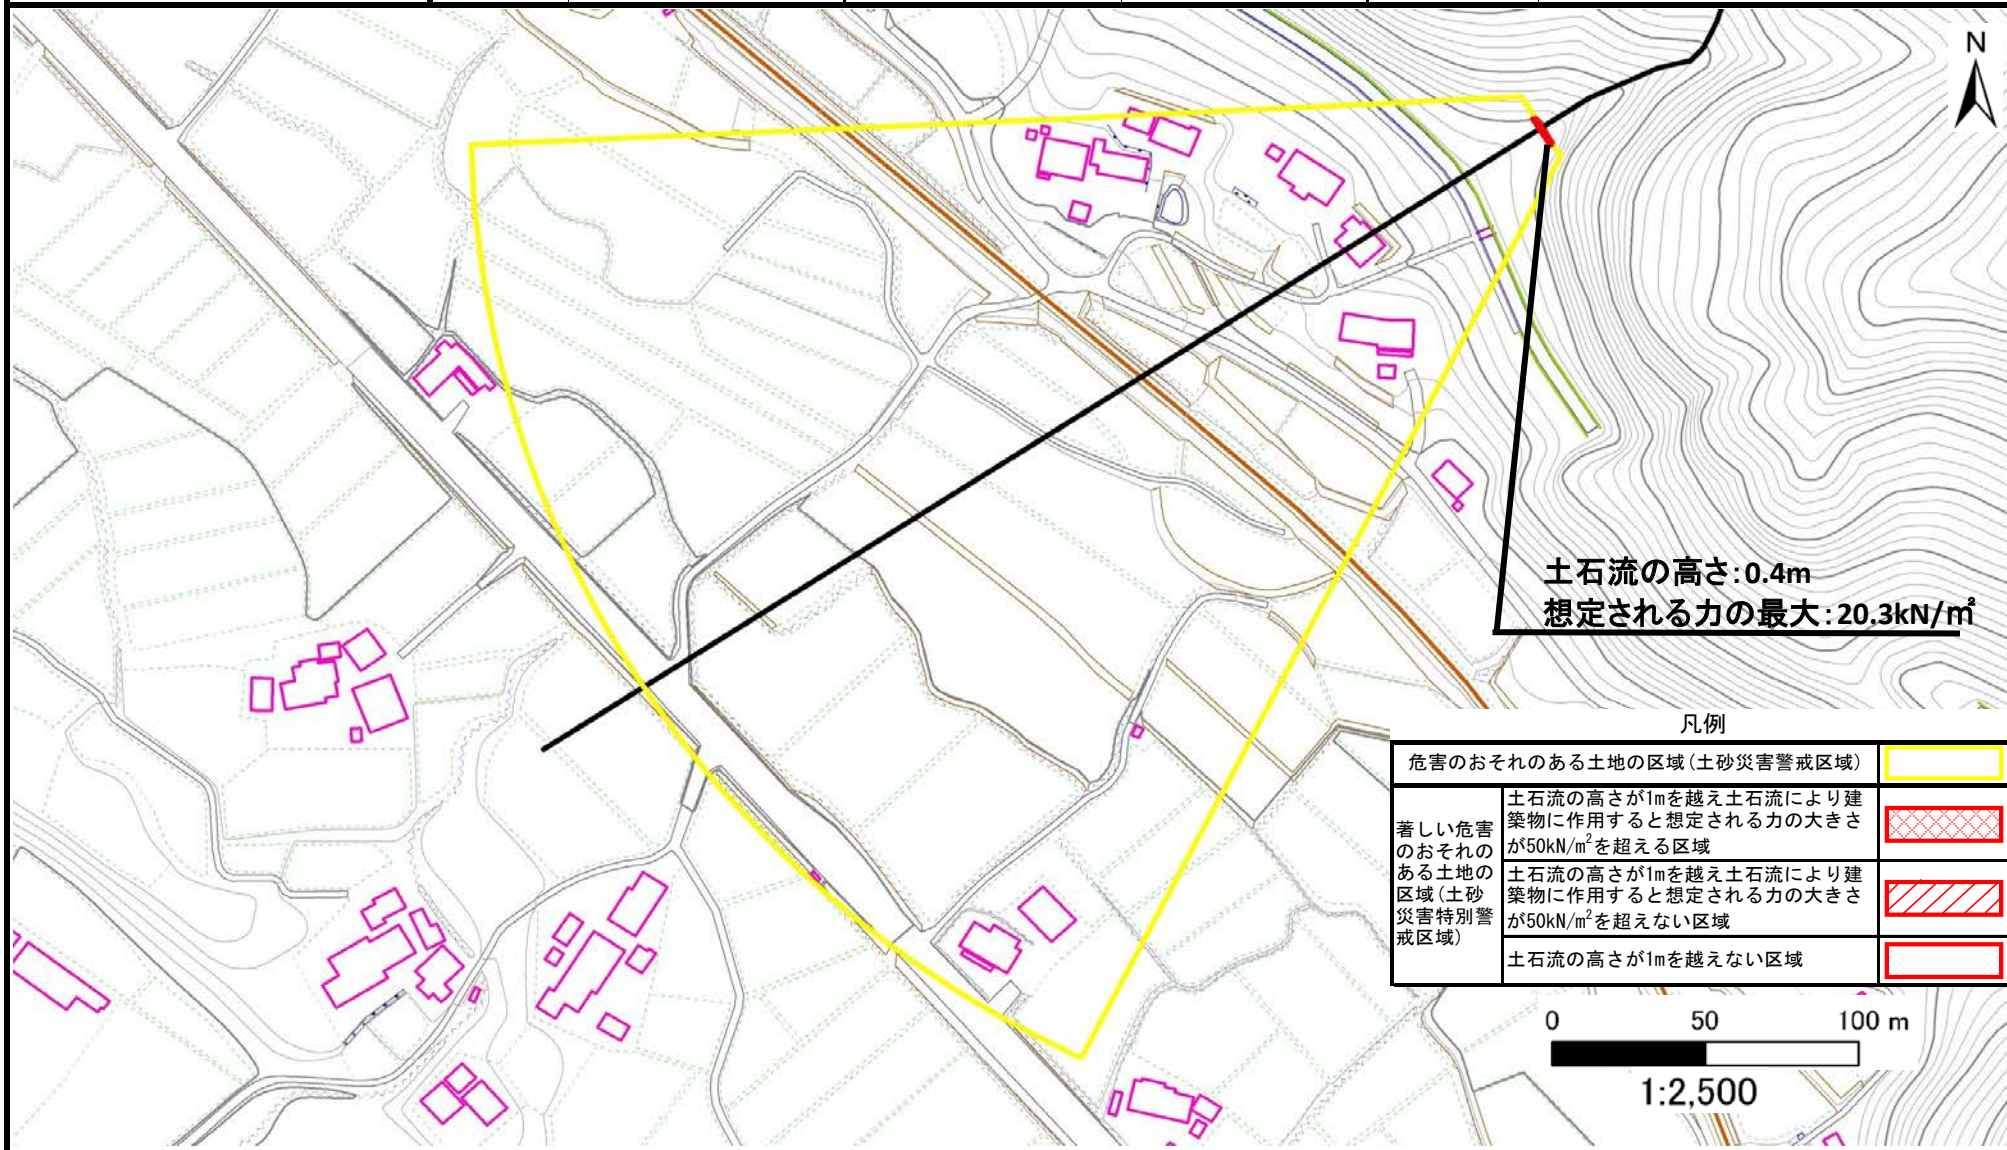 N
土石流の高さ:0.4m
想定される力の最大:20.3kN/㎡
凡例
危害のおそれのある土地の区域(土砂災害警戒区域)
著しい危害
のおそれの
ある土地の
区域(土砂
災害特別警
戒区域)
土石流の高さが1mを越え土石流により建
築物に作用すると想定される力の大きさ
が50kN/m²を超える区域
土石流の高さが1mを越え土石流により建
築物に作用すると想定される力の大きさ
が50kN/m²を超えない区域
土石流の高さが1mを越えない区域
0 50 100 m
1:2,500